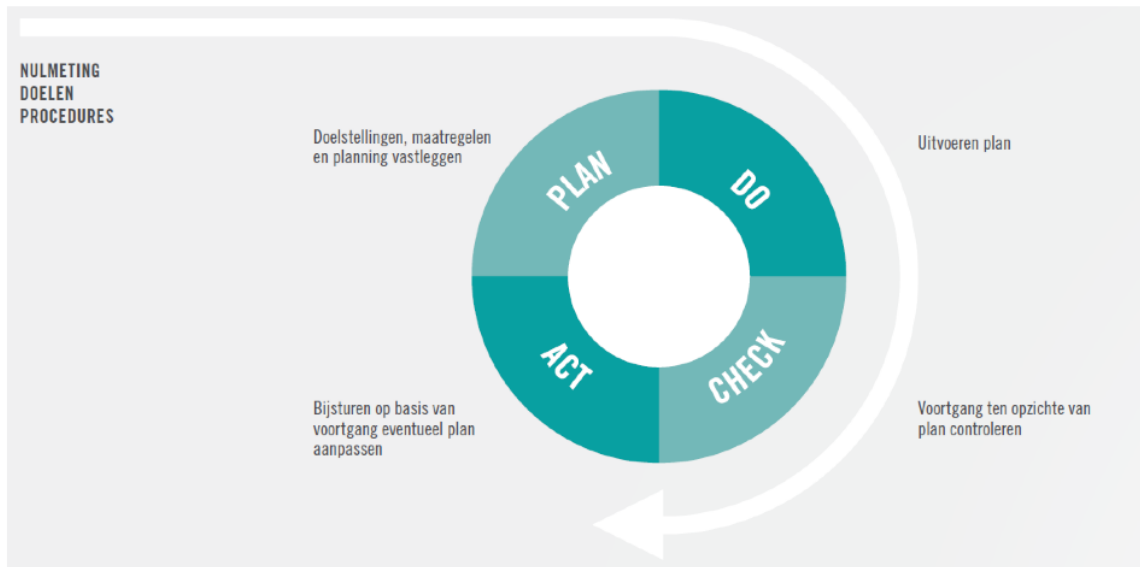 NULMETING
DOELEN
PROCEDURES
Doelstellingen, maatregelen
en planning vastleggen
PLAN
DO
Uitvoeren plan
ACT
CHECK
Bijsturen op basis van
voortgang eventueel plan
aanpassen
Voortgang ten opzichte van
plan controleren